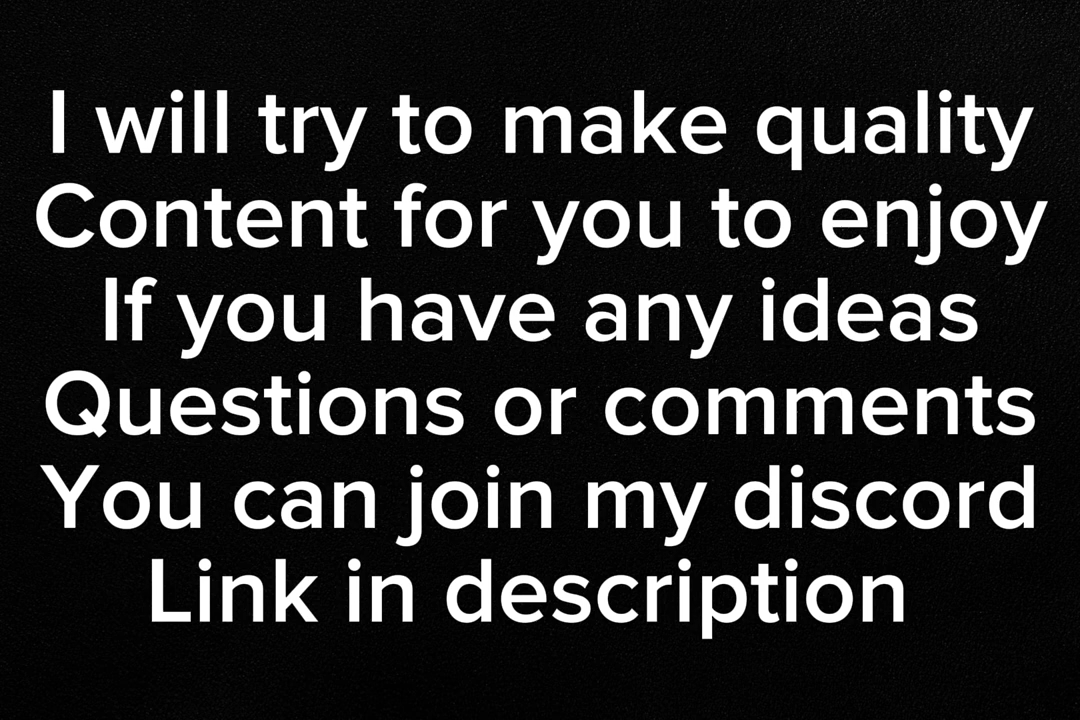 I will try to make quality
Content for you to enjoy
If you have any ideas
Questions or comments
You can join my discord
Link in description